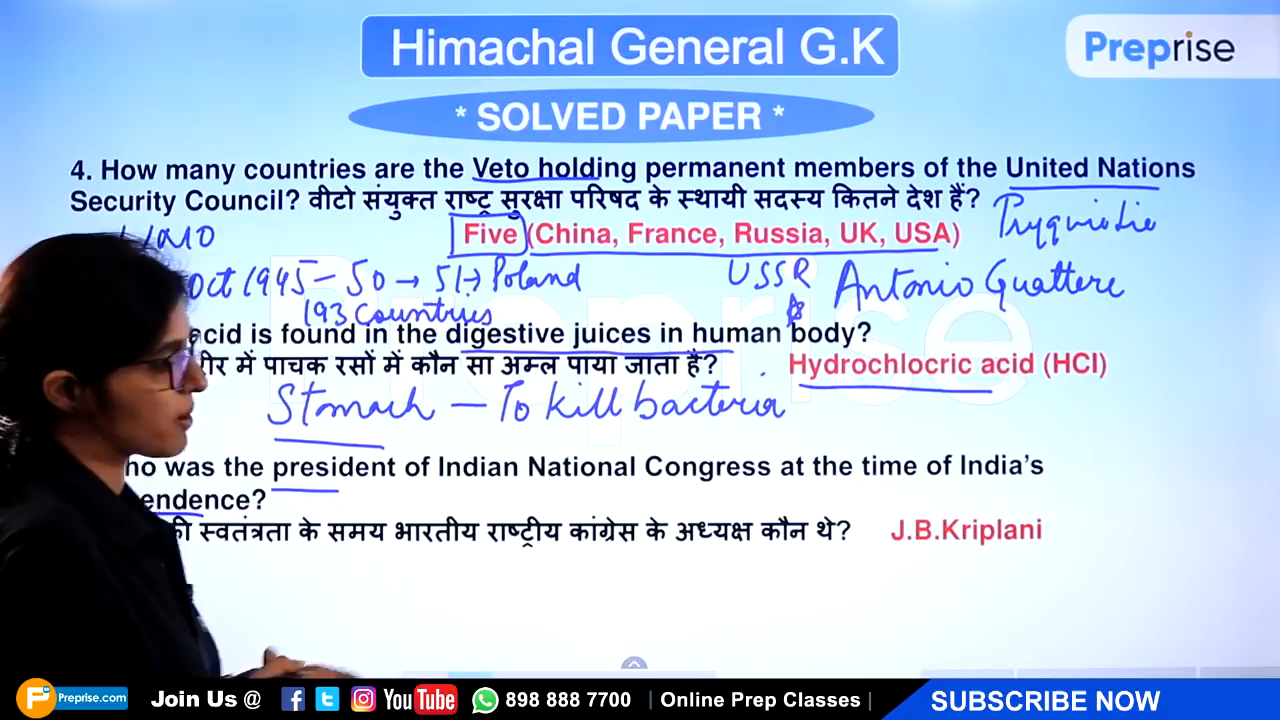 Himachal General G.K
Preprise
* SOLVED PAPER *
4. How many countries are the Veto holding permanent members of the United Nations
Security Council? वीटो संयुक्त राष्ट्र सुरक्षा परिषद के स्थायी सदस्य कितने देश हैं?
Five (China, France, Russia, UK, USA)
Oct 1945 – 50 → 51 → Poland
USSR
Antonio Guattere
193 Countries
cid is found in the digestive juices in human body?
ीर में पाचक रसों में कौन सा अम्ल पाया जाता है?
Hydrochlocric acid (HCl)
Stomach – To kill bacteria
ho was the president of Indian National Congress at the time of India's
endence?
की स्वतंत्रता के समय भारतीय राष्ट्रीय कांग्रेस के अध्यक्ष कौन थे?
J.B.Kriplani
Preprise
Preprise.com
Join Us @
YouTube
898 888 7700
Online Prep Classes
SUBSCRIBE NOW